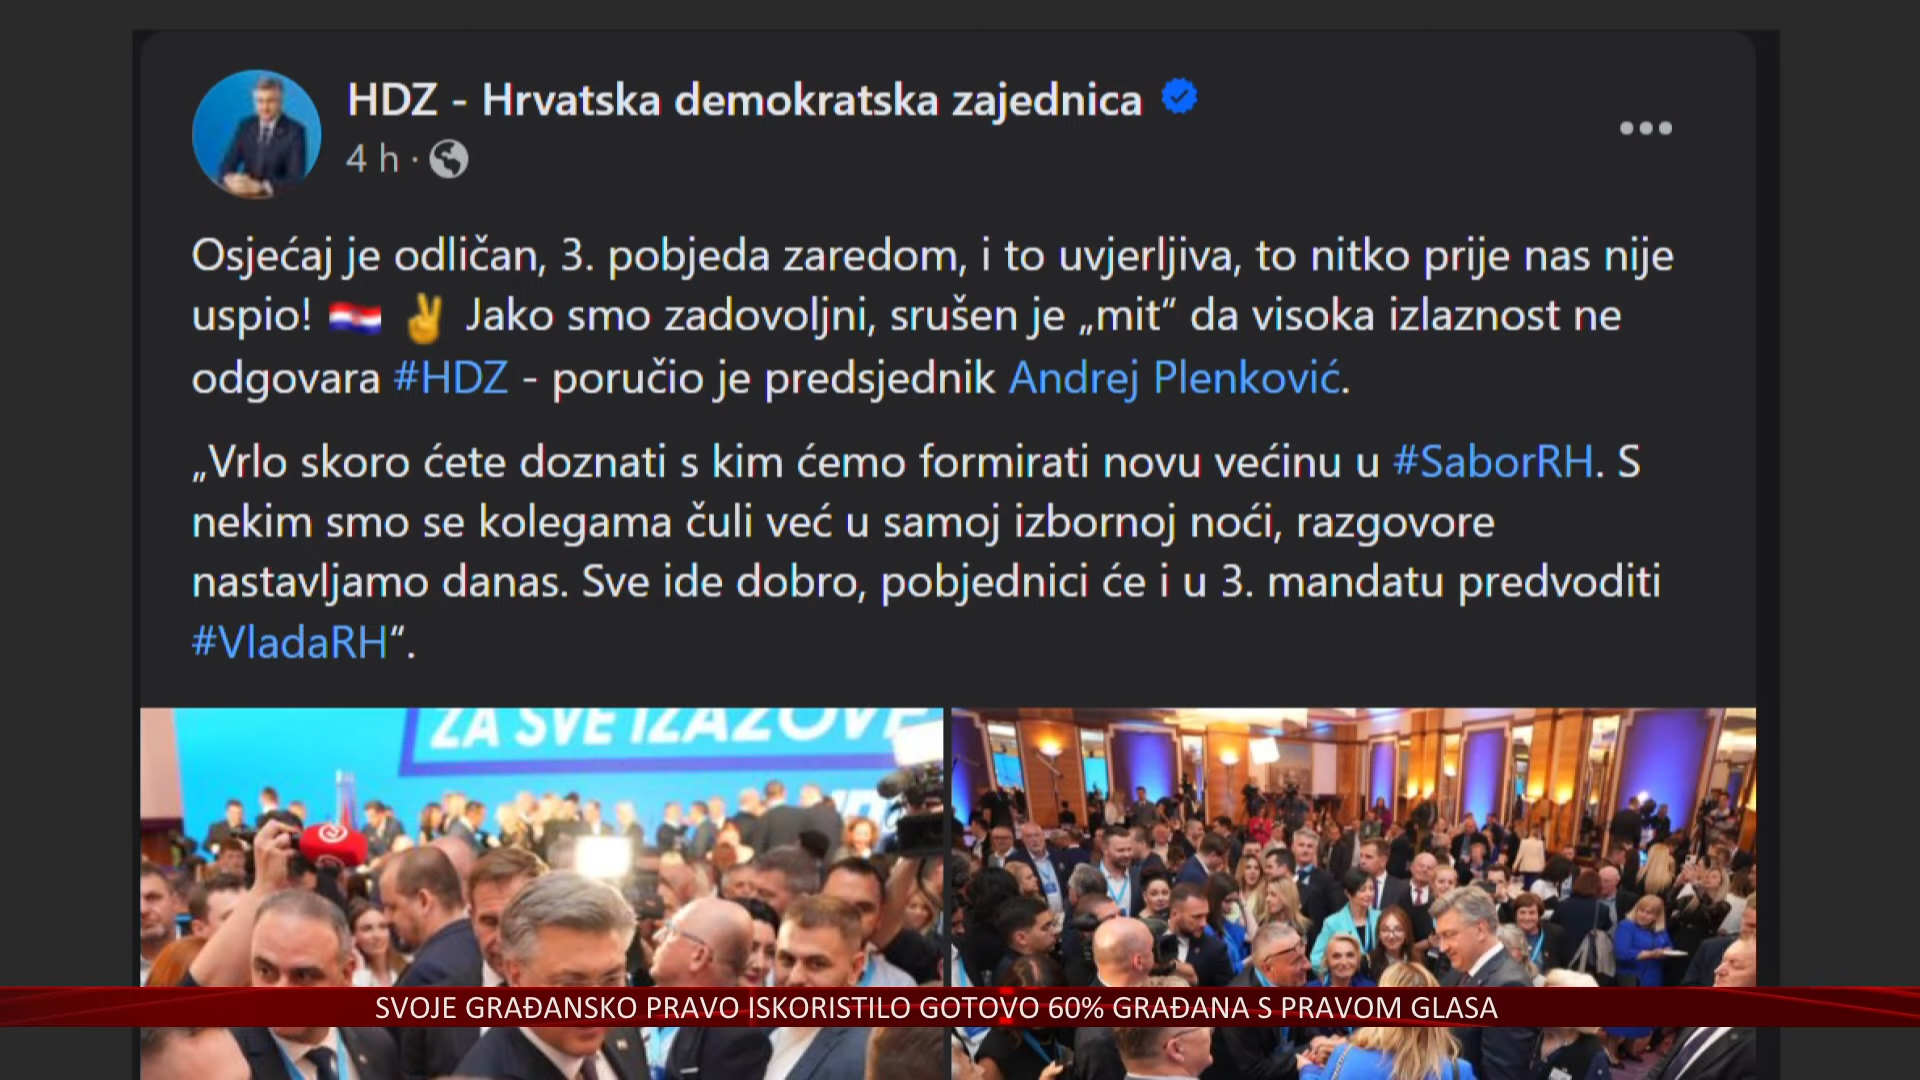 HDZ - Hrvatska demokratska zajednica
4 h ·
Osjećaj je odličan, 3. pobjeda zaredom, i to uvjerljiva, to nitko prije nas nije
uspio! 🇭🇷 ✌️ Jako smo zadovoljni, srušen je „mit“ da visoka izlaznost ne
odgovara #HDZ - poručio je predsjednik Andrej Plenković.
„Vrlo skoro ćete doznati s kim ćemo formirati novu većinu u #SaborRH. S
nekim smo se kolegama čuli već u samoj izbornoj noći, razgovore
nastavljamo danas. Sve ide dobro, pobjednici će i u 3. mandatu predvoditi
#VladaRH“.
ZA SVE IZAZOVE
SVOJE GRAĐANSKO PRAVO ISKORISTILO GOTOVO 60% GRAĐANA S PRAVOM GLASA